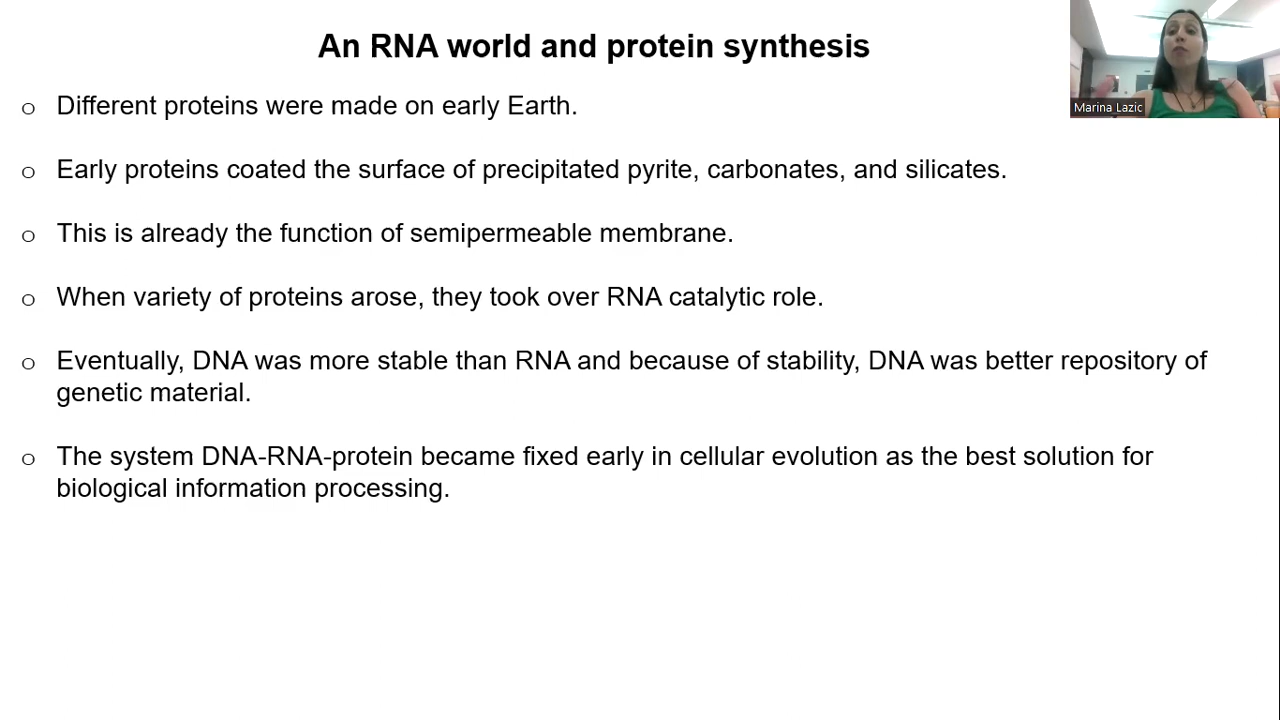 An RNA world and protein synthesis
Marina Lazic
o Different proteins were made on early Earth.
o Early proteins coated the surface of precipitated pyrite, carbonates, and silicates.
o This is already the function of semipermeable membrane.
o When variety of proteins arose, they took over RNA catalytic role.
o Eventually, DNA was more stable than RNA and because of stability, DNA was better repository of
genetic material.
o The system DNA-RNA-protein became fixed early in cellular evolution as the best solution for
biological information processing.